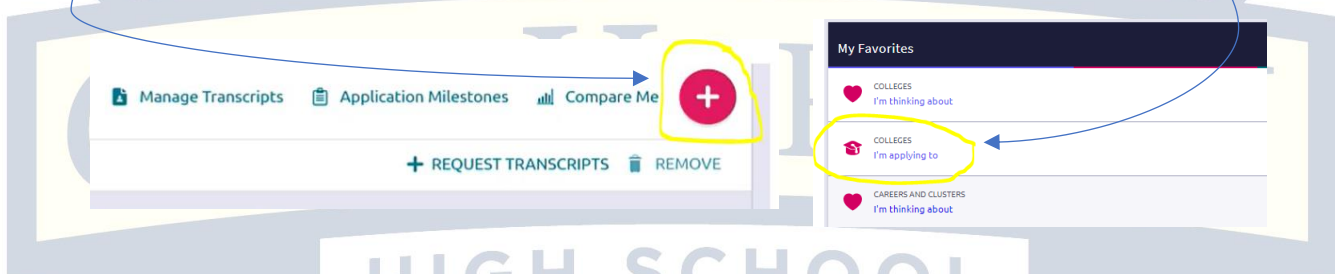 Manage Transcripts Application Milestones Compare Me +
+ REQUEST TRANSCRIPTS REMOVE
My Favorites
COLLEGES
I'm thinking about
COLLEGES
I'm applying to
CAREERS AND CLUSTERS
I'm thinking about
HIGH SCHOOL